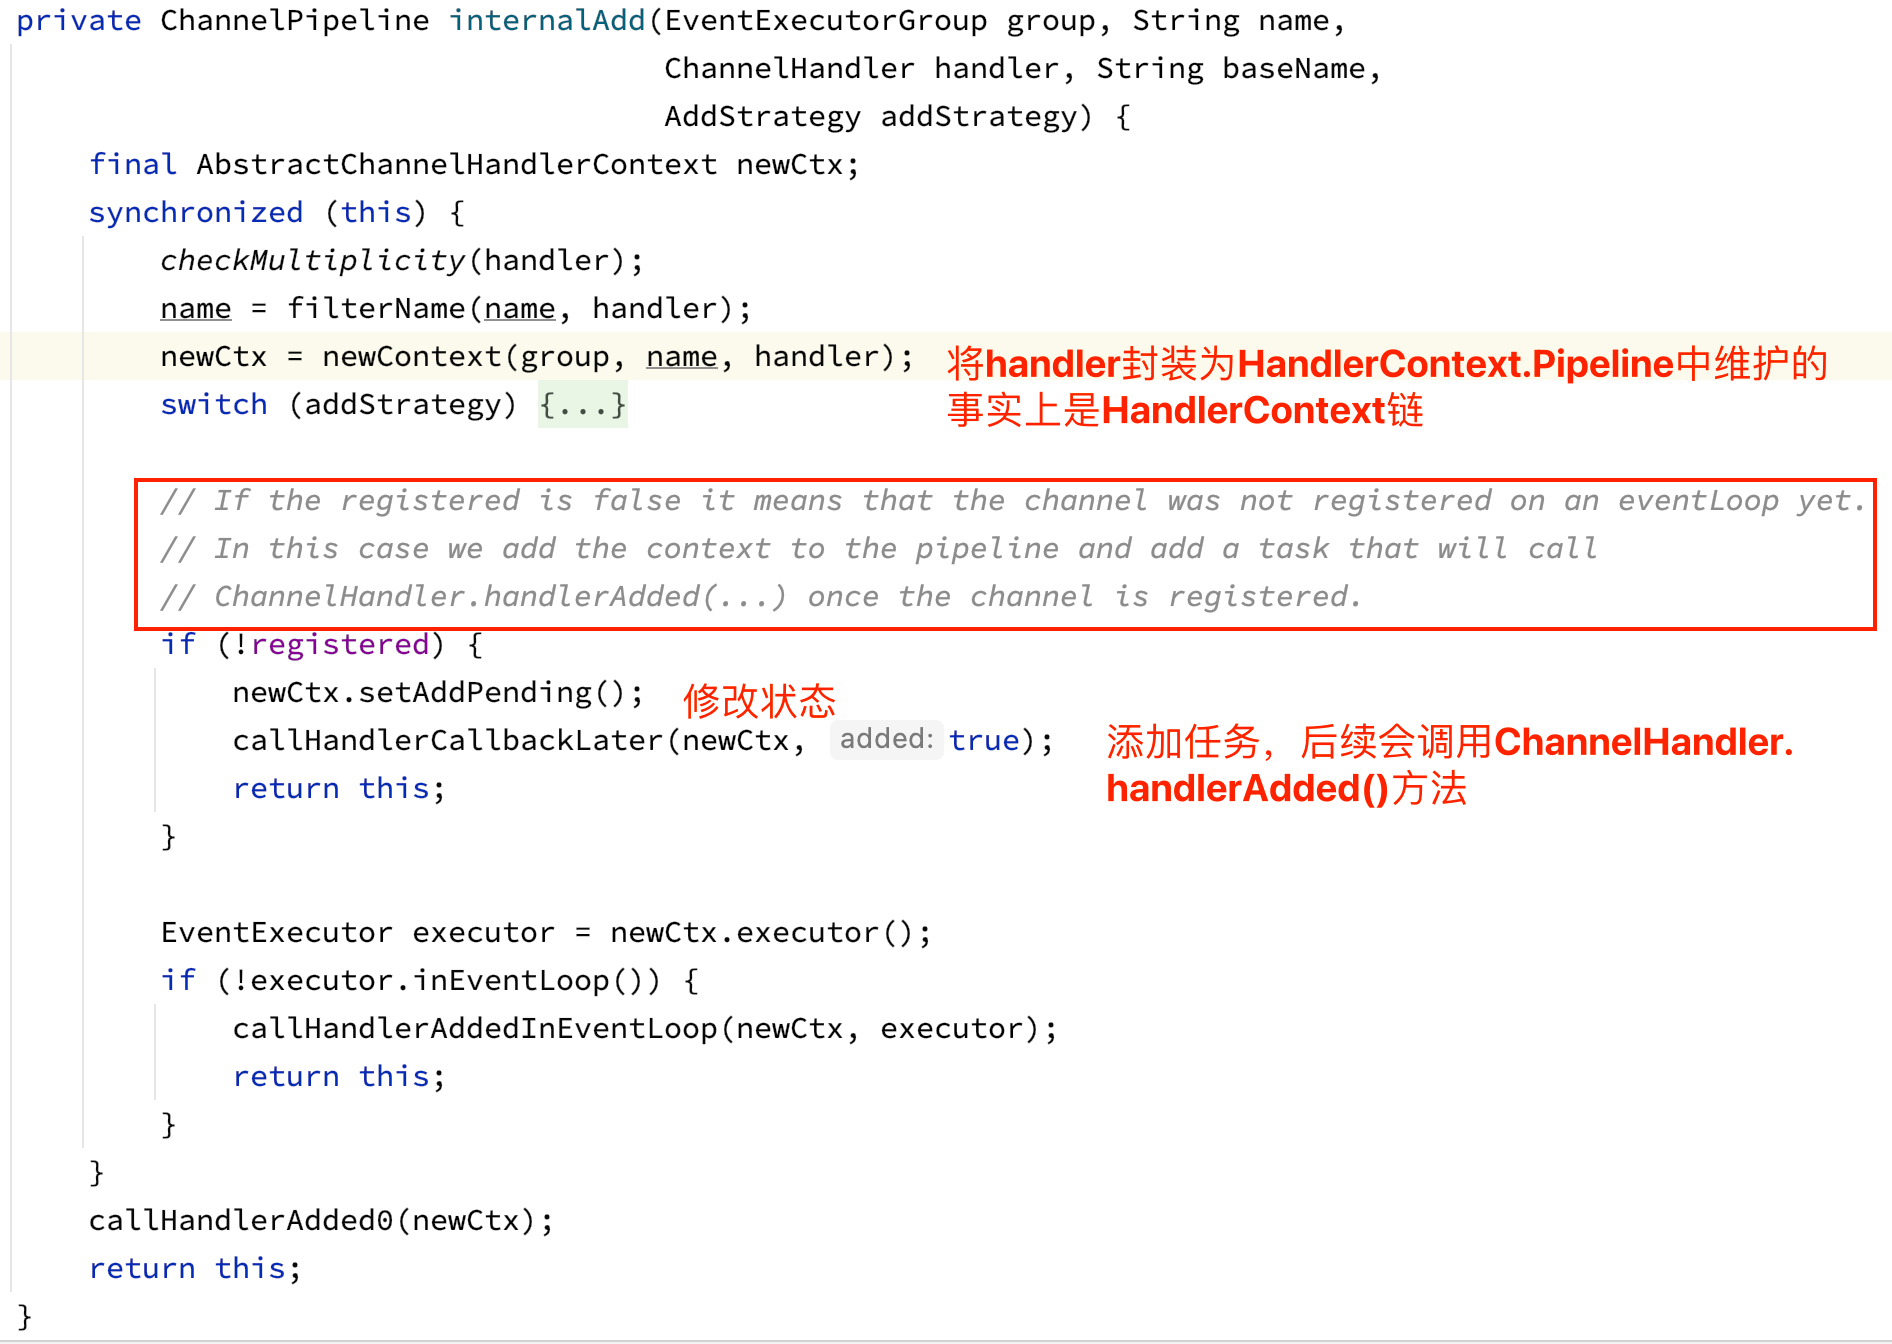 private ChannelPipeline internalAdd(EventExecutorGroup group, String name,
ChannelHandler handler, String baseName,
AddStrategy addStrategy) {
final AbstractChannelHandlerContext newCtx;
synchronized (this) {
checkMultiplicity(handler);
name = filterName(name, handler);
newCtx = newContext(group, name, handler);
将handler封装为HandlerContext.Pipeline中维护的
switch (addStrategy) {...}
事实上是HandlerContext链
// If the registered is false it means that the channel was not registered on an eventLoop yet.
// In this case we add the context to the pipeline and add a task that will call
// ChannelHandler.handlerAdded(...) once the channel is registered.
if (!registered) {
newCtx.setAddPending();
修改状态
callHandlerCallbackLater(newCtx, added: true);
添加任务，后续会调用ChannelHandler.
return this;
handlerAdded()方法
}
EventExecutor executor = newCtx.executor();
if (!executor.inEventLoop()) {
callHandlerAddedInEventLoop(newCtx, executor);
return this;
}
}
callHandlerAdded0(newCtx);
return this;
}